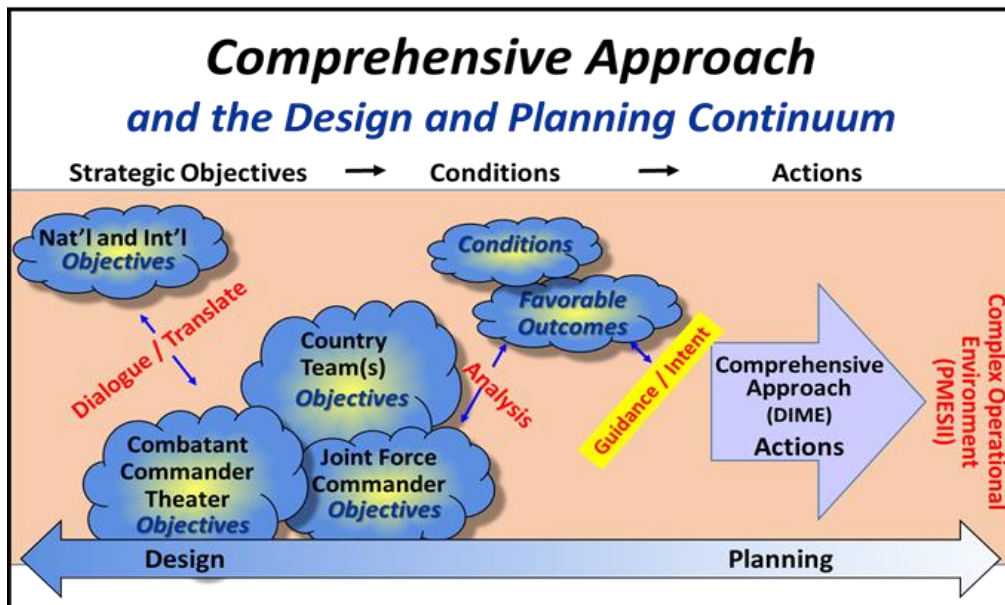 Comprehensive Approach
and the Design and Planning Continuum
Strategic Objectives → Conditions → Actions
Nat'l and Int'l
Objectives
Dialogue / Translate
Combatant
Commander
Theater
Objectives
Country
Team(s)
Objectives
Joint Force
Commander
Objectives
Analysis
Conditions
Favorable
Outcomes
Guidance / Intent
Comprehensive
Approach
(DIME)
Actions
Complex Operational
Environment
(PMESII)
Design
Planning